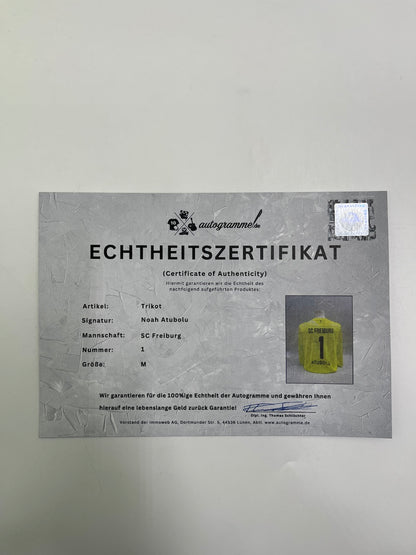 autogramme.de
ECHTHEITSZERTIFIKAT
(Certificate of Authenticity)
Hiermit garantieren wir die Echtheit des
nachfolgend aufgeführten Produktes:
Artikel: Trikot
Signatur: Noah Atubolu
Mannschaft: SC Freiburg
Nummer: 1
Größe: M
SC FREIBURG
1
ATUBOLU
Wir garantieren für die 100%ige Echtheit der Autogramme und gewähren Ihnen
hierauf eine lebenslange Geld zurück Garantie!
Dipl. Ing. Thomas Schlöchter
Vorstand der immoweb AG, Dortmunder Str. 5, 44536 Lünen, Abtl. www.autogramme.de